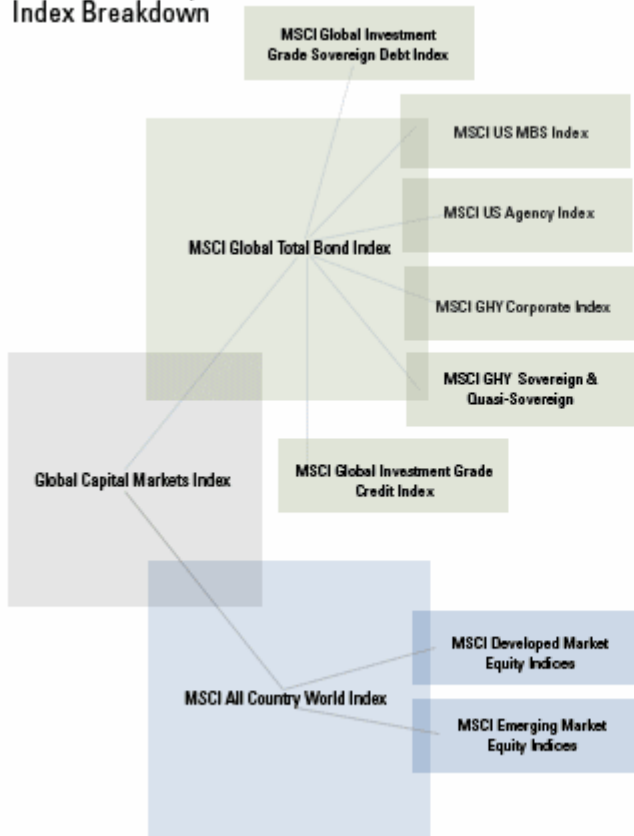 Index Breakdown
MSCI Global Investment
Grade Sovereign Debt Index
MSCI US MBS Index
MSCI US Agency Index
MSCI Global Total Bond Index
MSCI GHY Corporate Index
MSCI GHY Sovereign &
Quasi-Sovereign
MSCI Global Investment Grade
Credit Index
Global Capital Markets Index
MSCI Developed Market
Equity Indices
MSCI All Country World Index
MSCI Emerging Market
Equity Indices